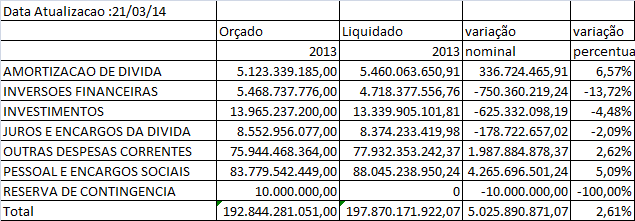 Data Atualizacao :21/03/14
Orçado Liquidado variação variação
2013 2013 nominal percentua
AMORTIZACAO DE DIVIDA 5.123.339.185,00 5.460.063.650,91 336.724.465,91 6,57%
INVERSOES FINANCEIRAS 5.468.737.776,00 4.718.377.556,76 -750.360.219,24 -13,72%
INVESTIMENTOS 13.965.237.200,00 13.339.905.101,81 -625.332.098,19 -4,48%
JUROS E ENCARGOS DA DIVIDA 8.552.956.077,00 8.374.233.419,98 -178.722.657,02 -2,09%
OUTRAS DESPESAS CORRENTES 75.944.468.364,00 77.932.353.242,37 1.987.884.878,37 2,62%
PESSOAL E ENCARGOS SOCIAIS 83.779.542.449,00 88.045.238.950,24 4.265.696.501,24 5,09%
RESERVA DE CONTINGENCIA 10.000.000,00 0 -10.000.000,00 -100,00%
Total 192.844.281.051,00 197.870.171.922,07 5.025.890.871,07 2,61%